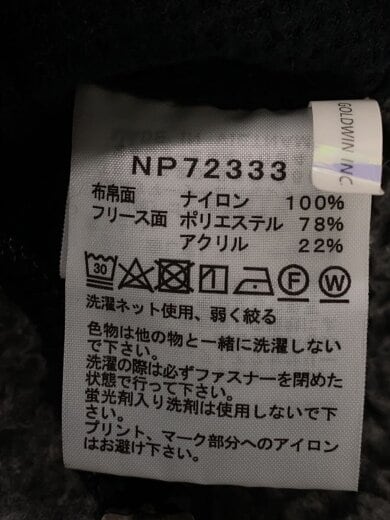 GOLDWIN INC
NP72333
布帛面 ナイロン 100%
フリース面 ポリエステル 78%
アクリル 22%
30 F W
洗濯ネット使用、弱く絞る
色物は他の物と一緒に洗濯しない
で下さい。
洗濯の際は必ずファスナーを閉めた
状態で行って下さい。
蛍光剤入り洗剤は使用しないで下
さい。
プリント、マーク部分へのアイロン
はお避け下さい。